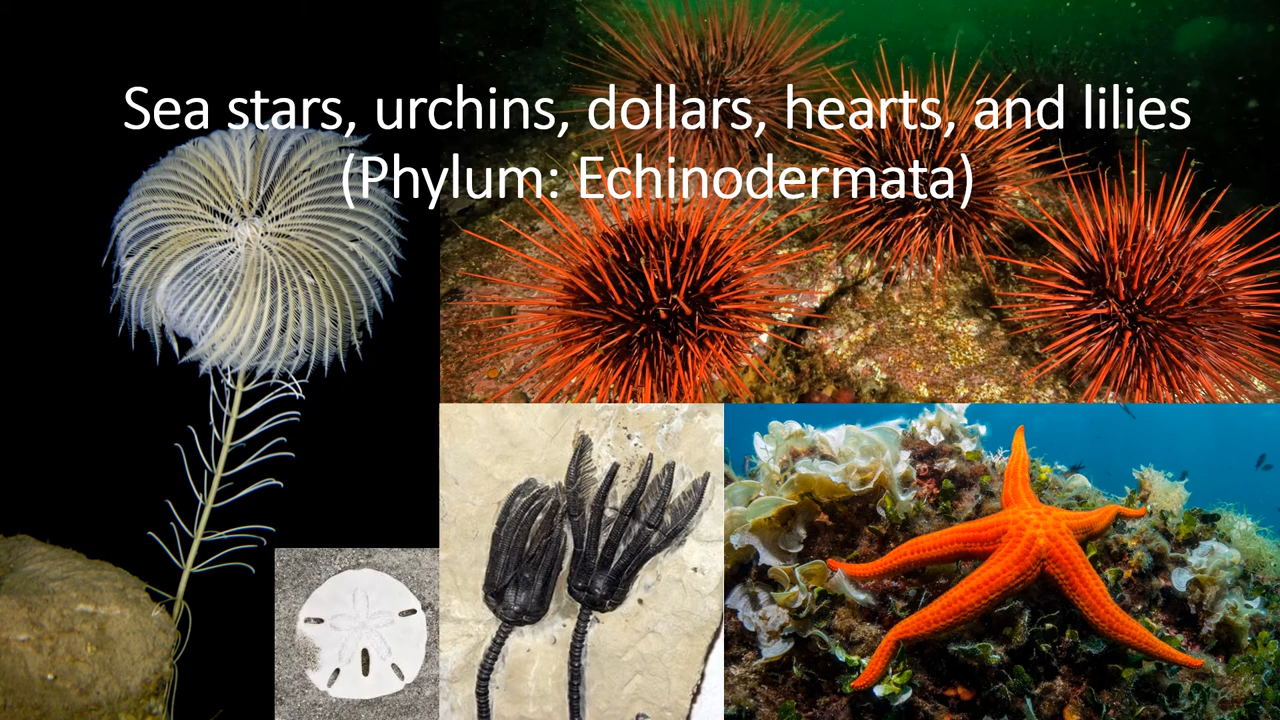 Sea stars, urchins, dollars, hearts, and lilies
(Phylum: Echinodermata)